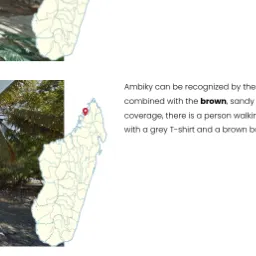 Ambiky can be recognized by the
combined with the brown, sandy
coverage, there is a person
with a grey T-shirt and a brown